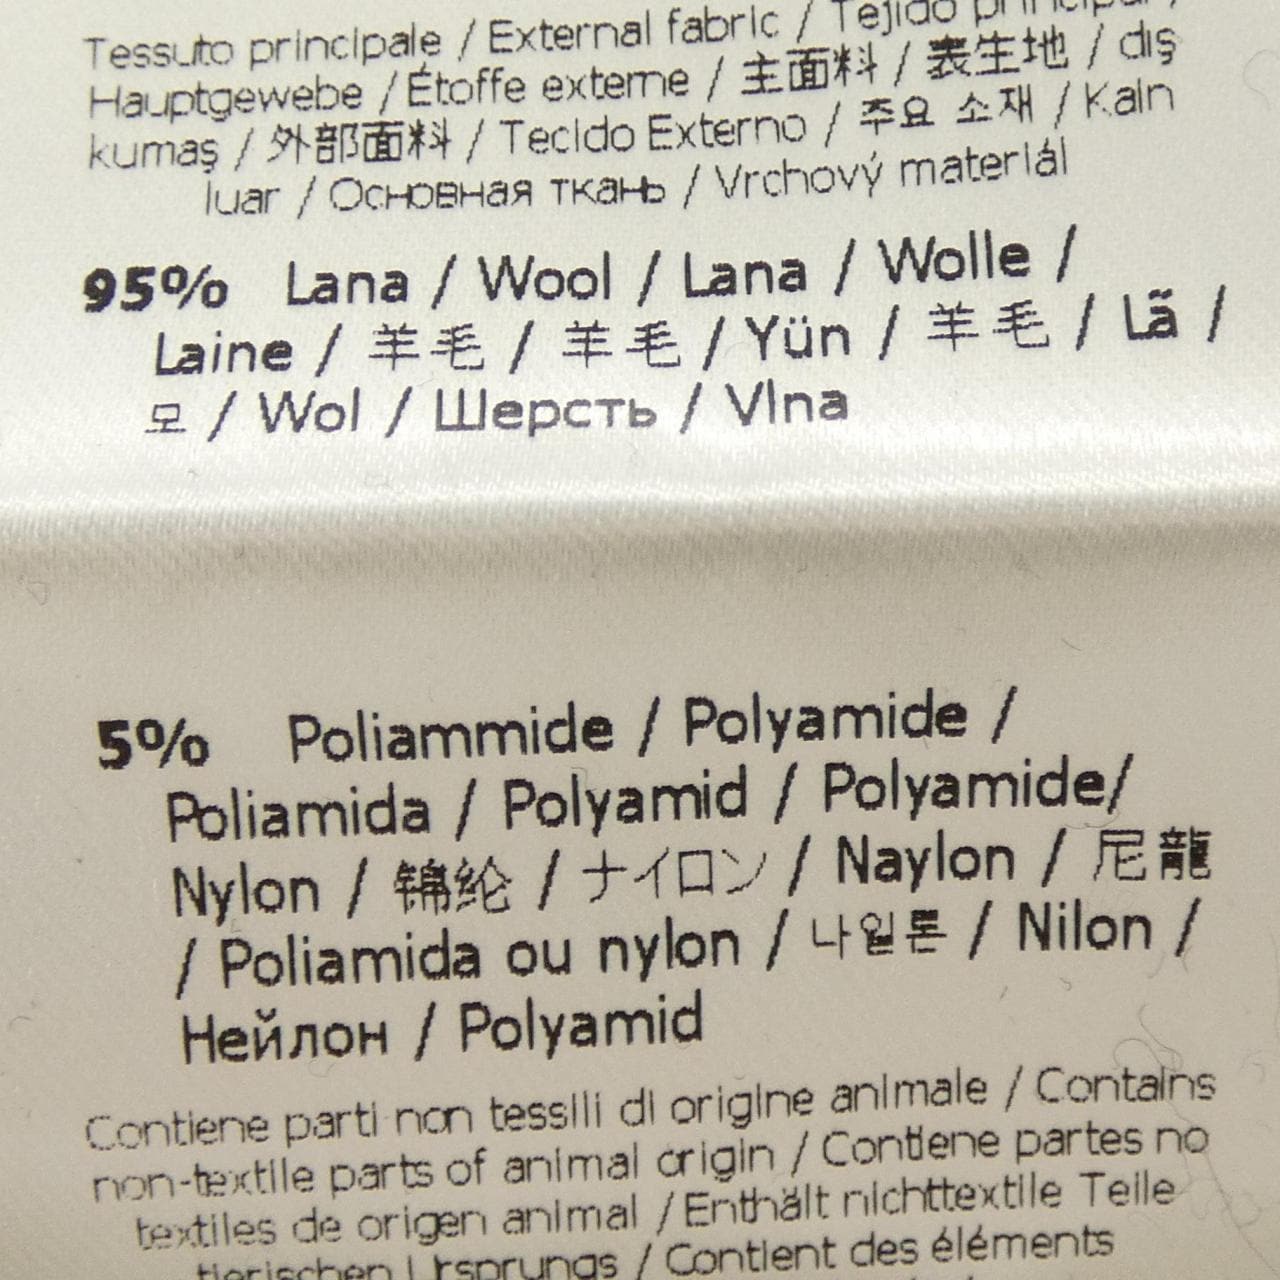 Tessuto principale / External fabric / Tejido principal /
Hauptgewebe / Étoffe externe / 主面料 / 表生地 / dış
kumaş / 外部面料 / Tecido Externo / 주요 소재 / Kain
luar / Основная ткань / Vrchový materiál
95% Lana / Wool / Lana / Wolle /
Laine / 羊毛 / 羊毛 / Yün / 羊毛 / Lã /
모 / Wol / Шерсть / Vlna
5% Poliammide / Polyamide /
Poliamida / Polyamid / Polyamide/
Nylon / 锦纶 / ナイロン / Naylon / 尼龍
/ Poliamida ou nylon / 나일론 / Nilon /
Нейлон / Polyamid
Contiene parti non tessili di origine animale / Contains
non-textile parts of animal origin / Contiene partes no
textiles de origen animal / Enthält nichttextile Teile
tierischen Ursprungs / Contient des éléments